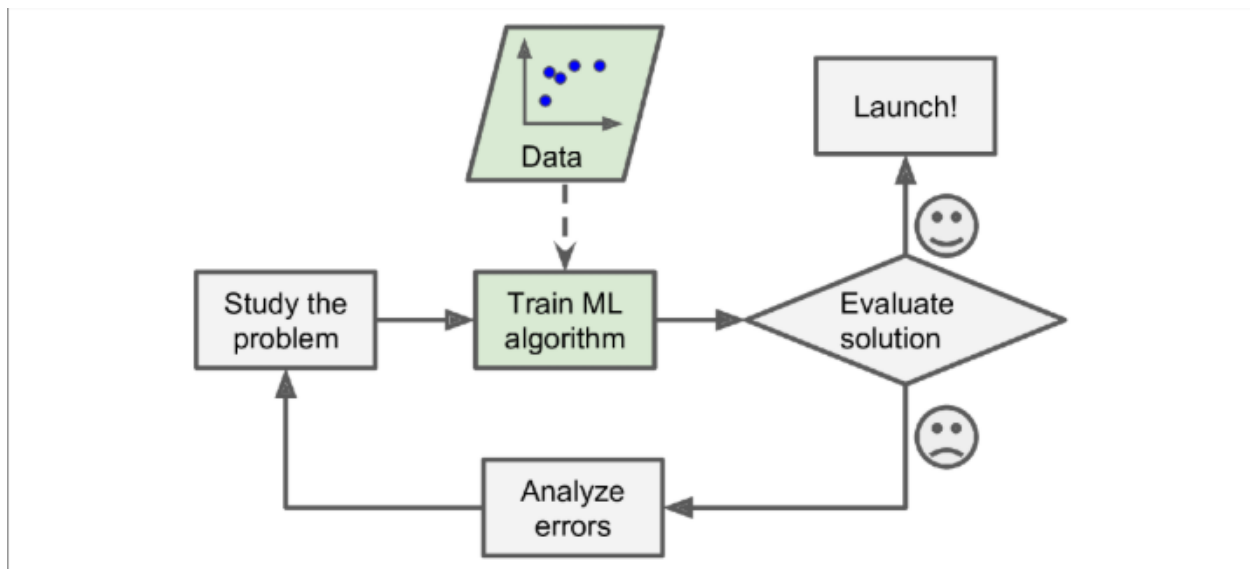 Data
Launch!
Study the
problem
Train ML
algorithm
Evaluate
solution
Analyze
errors